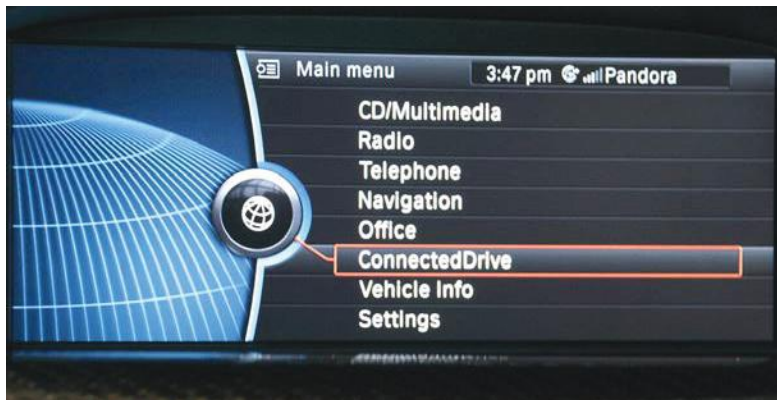 Main menu 3:47 pm Pandora
CD/Multimedia
Radio
Telephone
Navigation
Office
ConnectedDrive
Vehicle Info
Settings